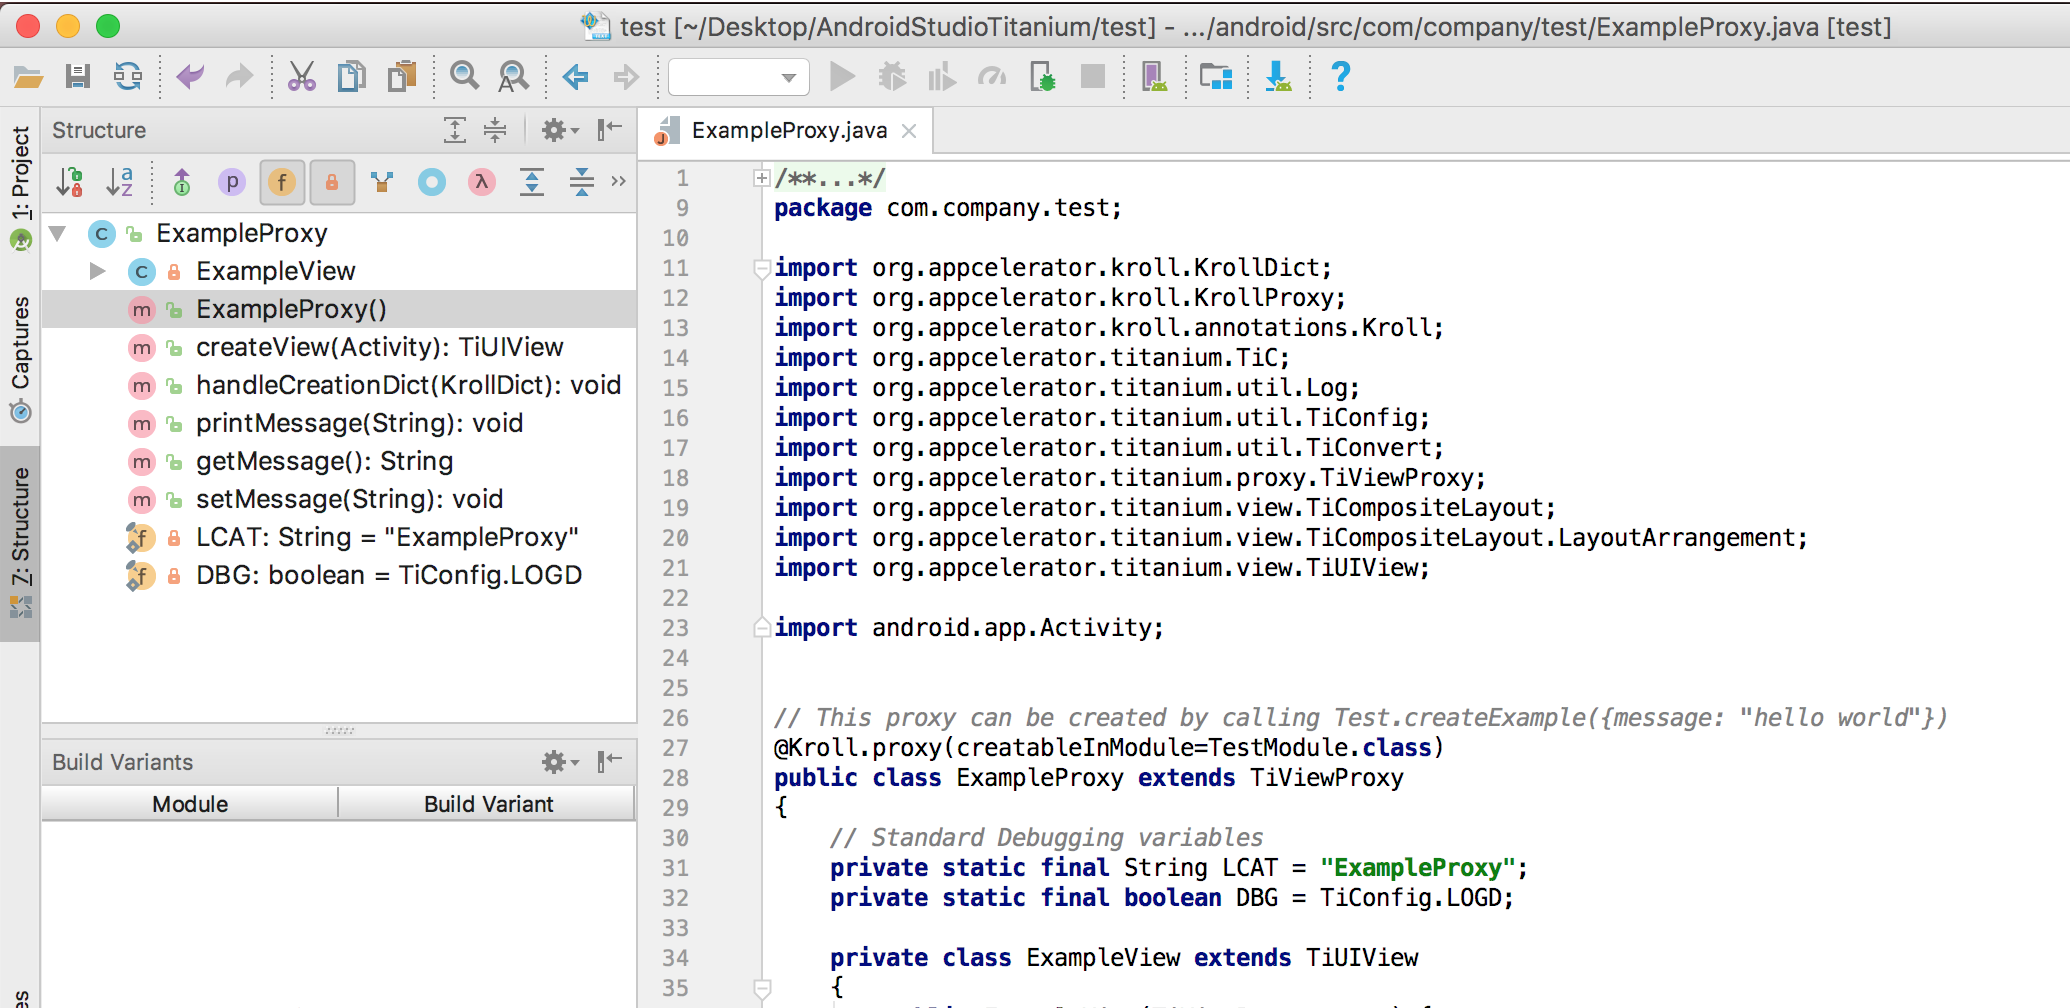 test [~/Desktop/AndroidStudioTitanium/test] - .../android/src/com/company/test/ExampleProxy.java [test]
1: Project
Captures
7: Structure
Structure
ExampleProxy
ExampleView
ExampleProxy()
createView(Activity): TiUIView
handleCreationDict(KrollDict): void
printMessage(String): void
getMessage(): String
setMessage(String): void
LCAT: String = "ExampleProxy"
DBG: boolean = TiConfig.LOGD
Build Variants
Module Build Variant
ExampleProxy.java
1 /**...*/
9 package com.company.test;
10
11 import org.appcelerator.kroll.KrollDict;
12 import org.appcelerator.kroll.KrollProxy;
13 import org.appcelerator.kroll.annotations.Kroll;
14 import org.appcelerator.titanium.TiC;
15 import org.appcelerator.titanium.util.Log;
16 import org.appcelerator.titanium.util.TiConfig;
17 import org.appcelerator.titanium.util.TiConvert;
18 import org.appcelerator.titanium.proxy.TiViewProxy;
19 import org.appcelerator.titanium.view.TiCompositeLayout;
20 import org.appcelerator.titanium.view.TiCompositeLayout.LayoutArrangement;
21 import org.appcelerator.titanium.view.TiUIView;
22
23 import android.app.Activity;
24
25
26 // This proxy can be created by calling Test.createExample({message: "hello world"})
27 @Kroll.proxy(creatableInModule=TestModule.class)
28 public class ExampleProxy extends TiViewProxy
29 {
30 // Standard Debugging variables
31 private static final String LCAT = "ExampleProxy";
32 private static final boolean DBG = TiConfig.LOGD;
33
34 private class ExampleView extends TiUIView
35 {